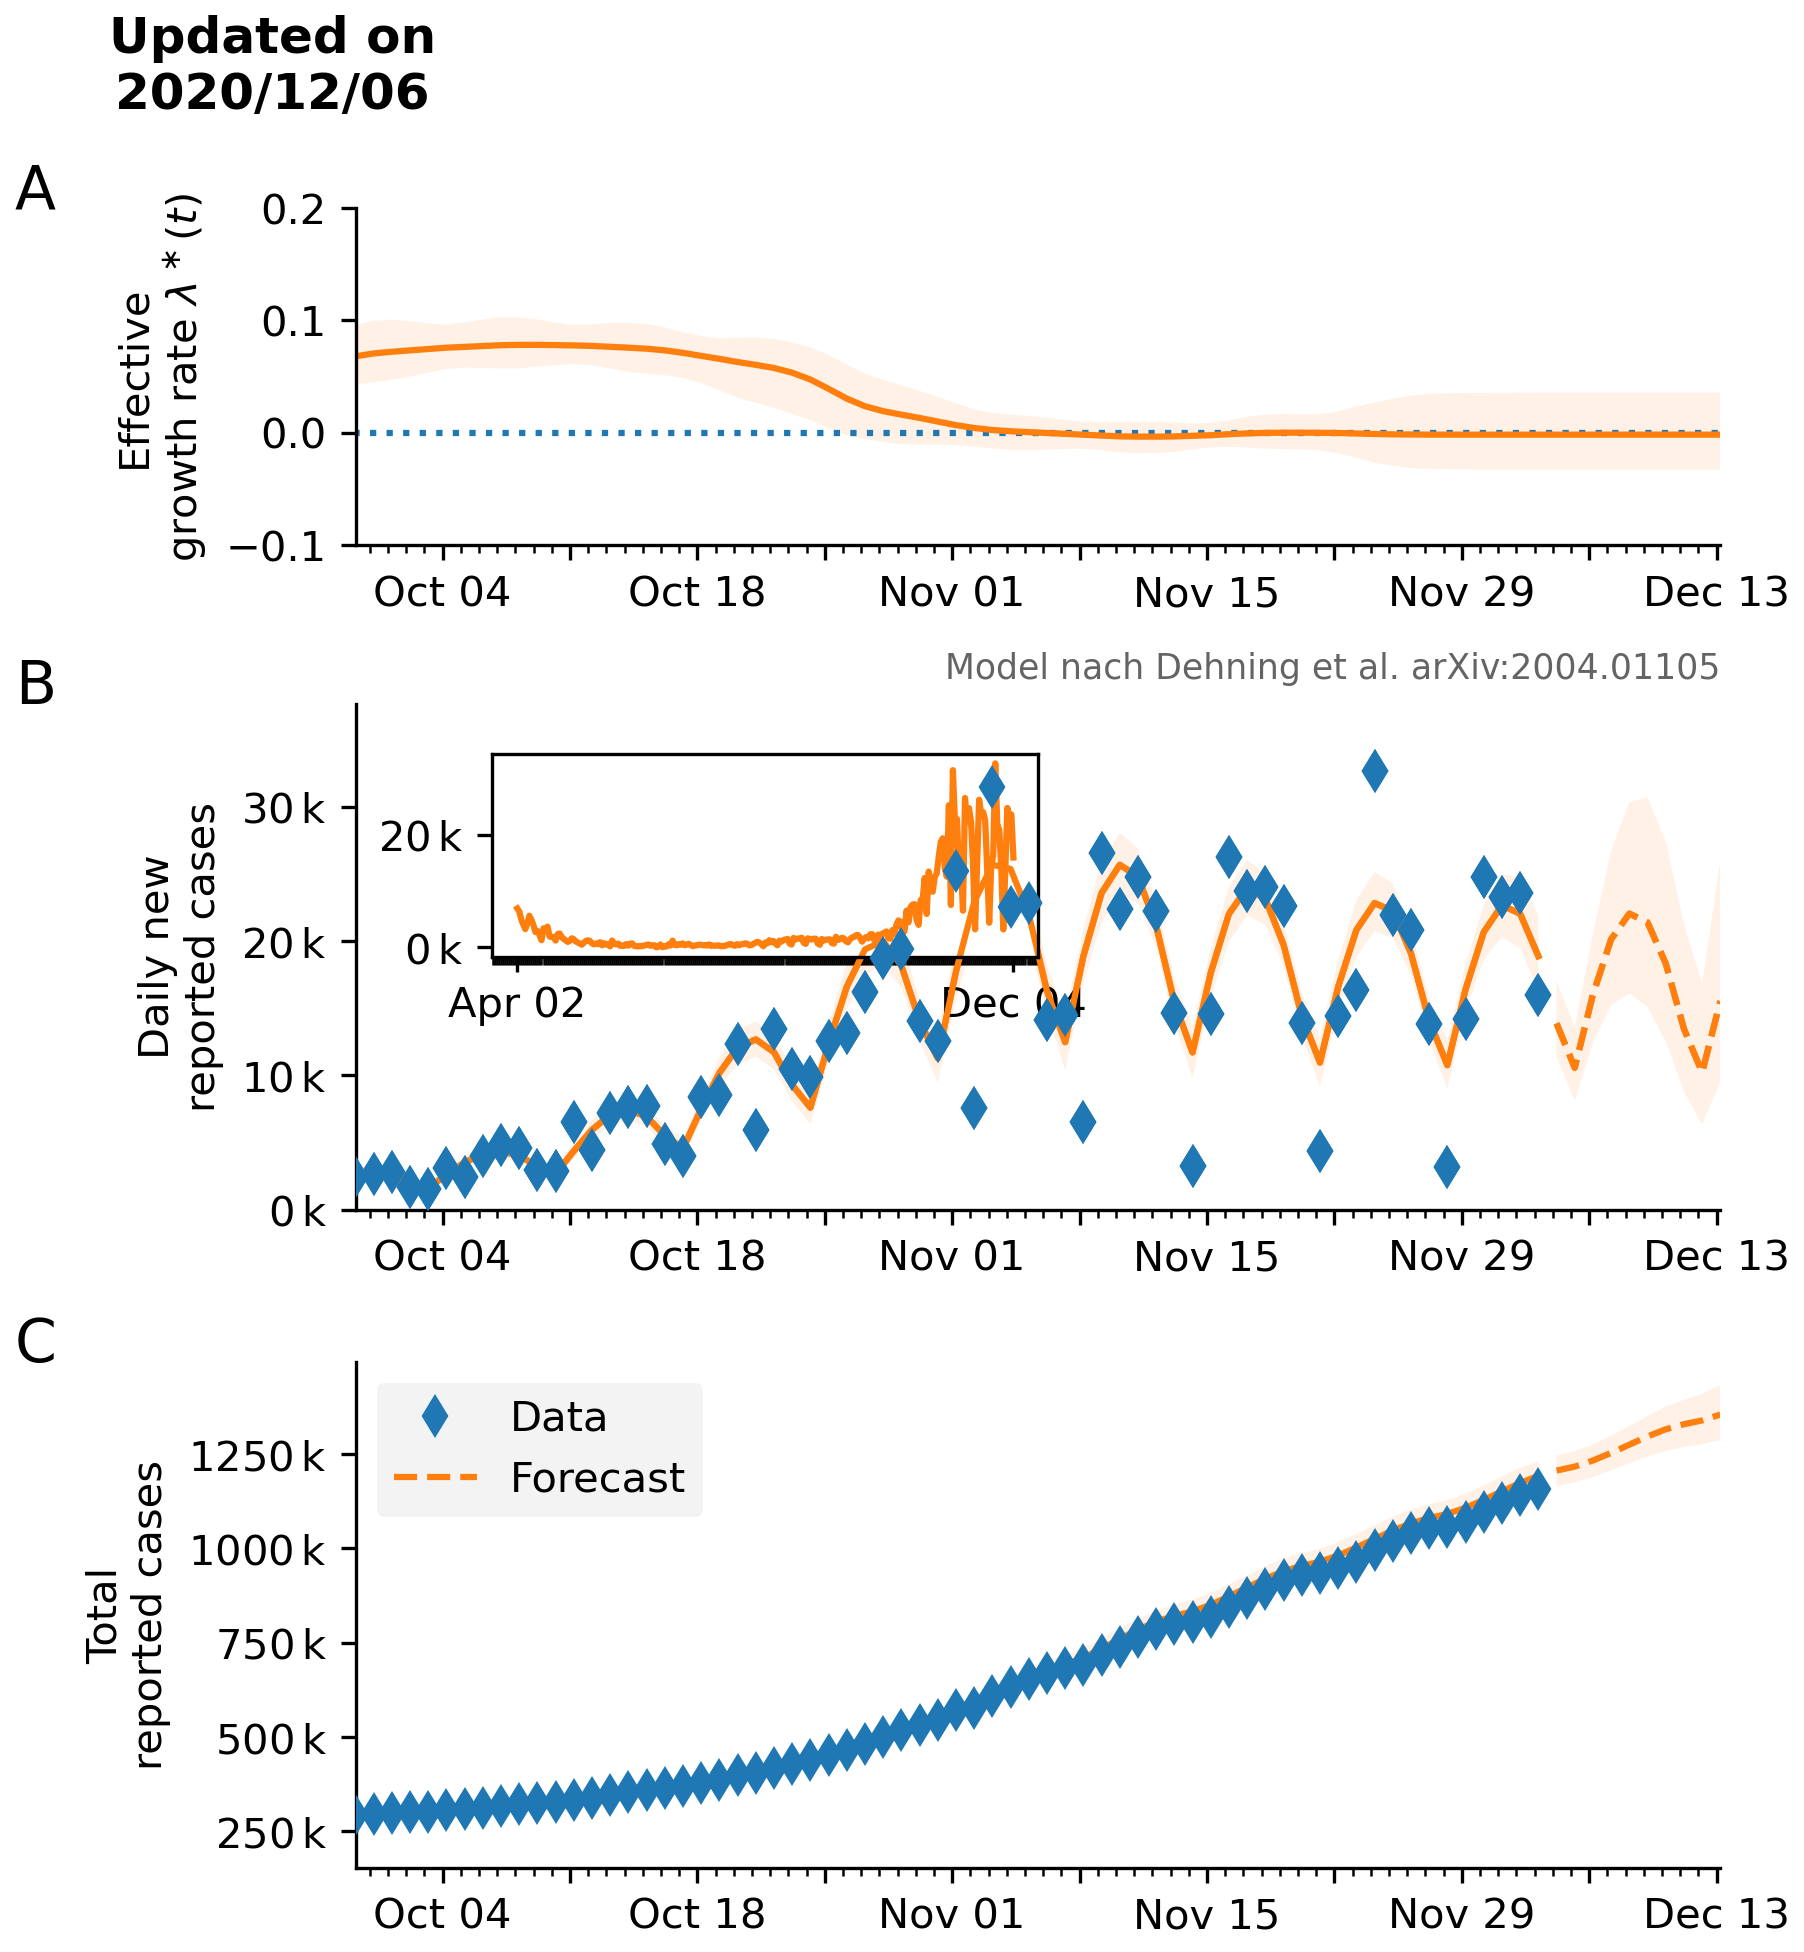 Updated on
2020/12/06
A
Effective
growth rate λ * (t)
0.2
0.1
0.0
−0.1
Oct 04 Oct 18 Nov 01 Nov 15 Nov 29 Dec 13
Model nach Dehning et al. arXiv:2004.01105
B
Daily new
reported cases
30 k
20 k
10 k
0 k
20 k
0 k
Apr 02 Dec 04
Oct 04 Oct 18 Nov 01 Nov 15 Nov 29 Dec 13
C
Total
reported cases
Data
Forecast
1250 k
1000 k
750 k
500 k
250 k
Oct 04 Oct 18 Nov 01 Nov 15 Nov 29 Dec 13